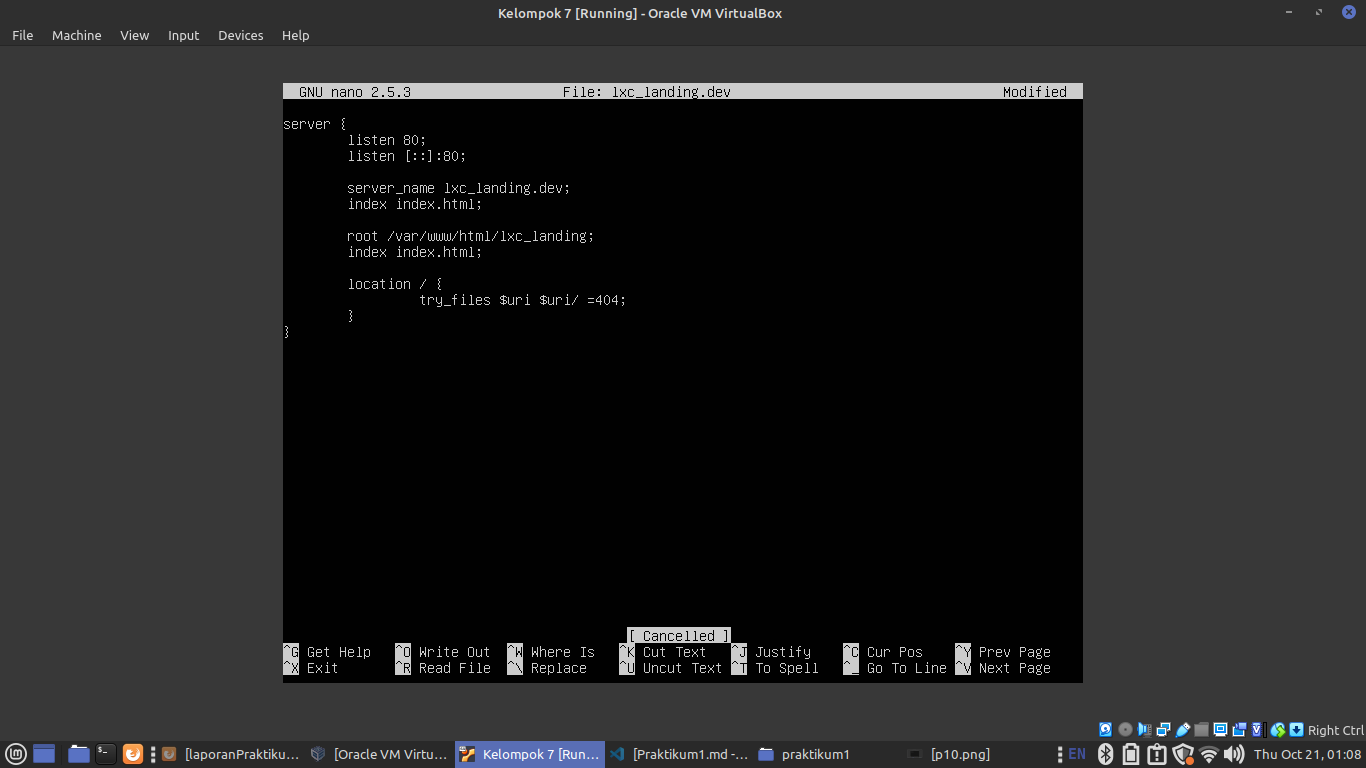 Kelompok 7 [Running] - Oracle VM VirtualBox
File Machine View Input Devices Help
GNU nano 2.5.3 File: lxc_landing.dev Modified
server {
listen 80;
listen [::]:80;
server_name lxc_landing.dev;
index index.html;
root /var/www/html/lxc_landing;
index index.html;
location / {
try_files $uri $uri/ =404;
}
}
[ Cancelled ]
^G Get Help ^O Write Out ^W Where Is ^K Cut Text ^J Justify ^C Cur Pos ^Y Prev Page
^X Exit ^R Read File ^\ Replace ^U Uncut Text ^T To Spell ^_ Go To Line ^V Next Page
Right Ctrl
[laporanPraktiku... [Oracle VM Virtu... Kelompok 7 [Run... [Praktikum1.md -... praktikum1 [p10.png] EN Thu Oct 21, 01:08